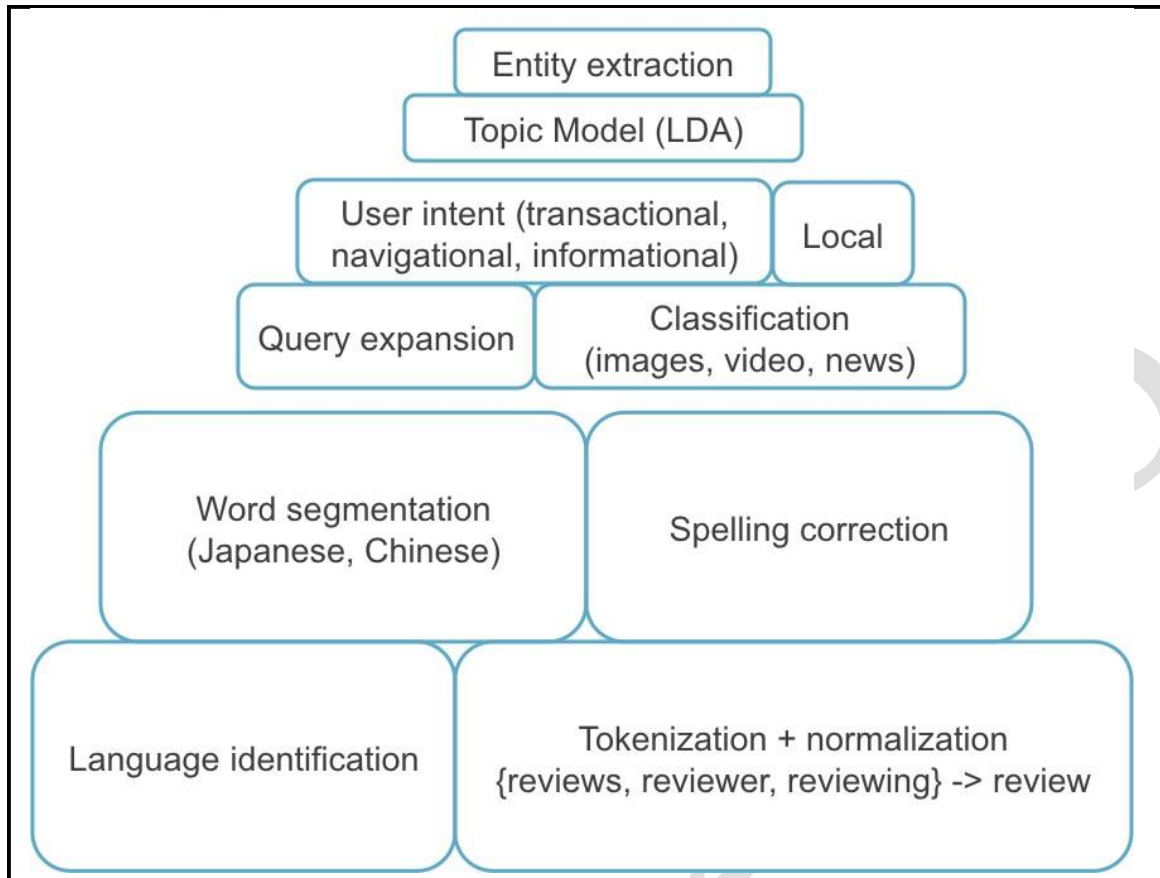 Entity extraction
Topic Model (LDA)
User intent (transactional,
navigational, informational)
Local
Query expansion
Classification
(images, video, news)
Word segmentation
(Japanese, Chinese)
Spelling correction
Language identification
Tokenization + normalization
{reviews, reviewer, reviewing} -> review